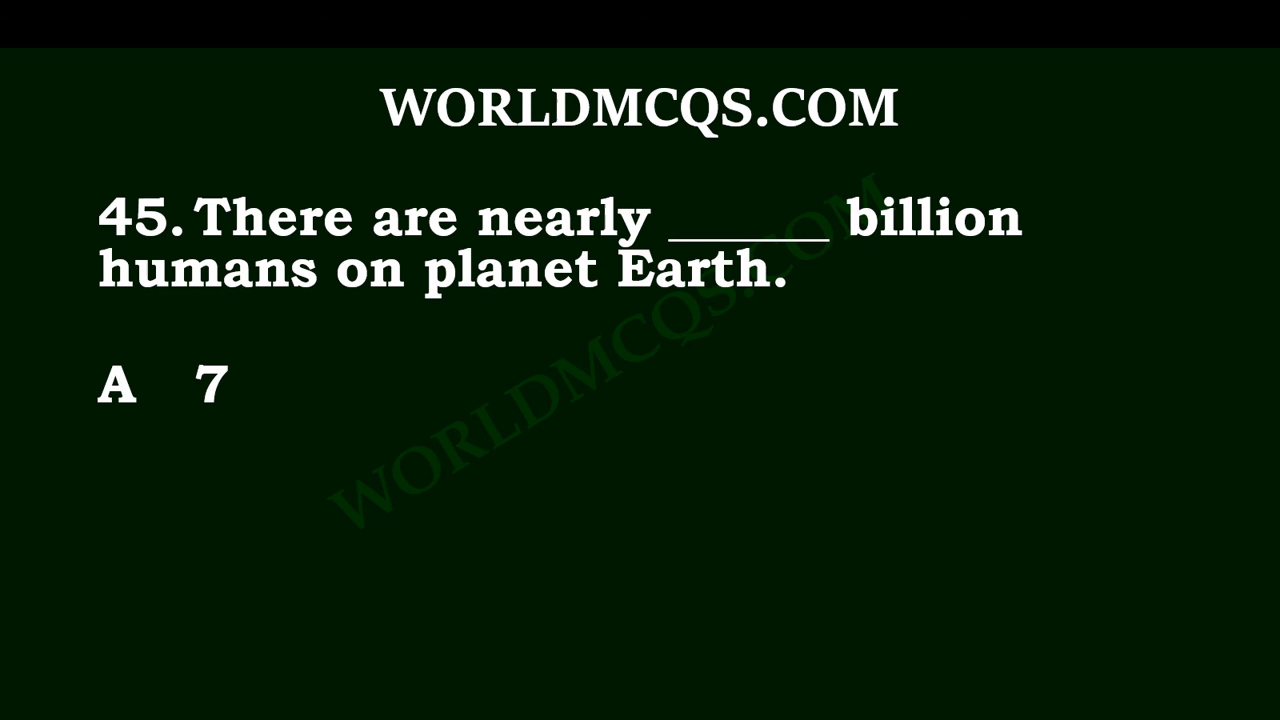 WORLDMCQS.COM
45. There are nearly ______ billion
humans on planet Earth.
A 7
WORLDMCQS.COM